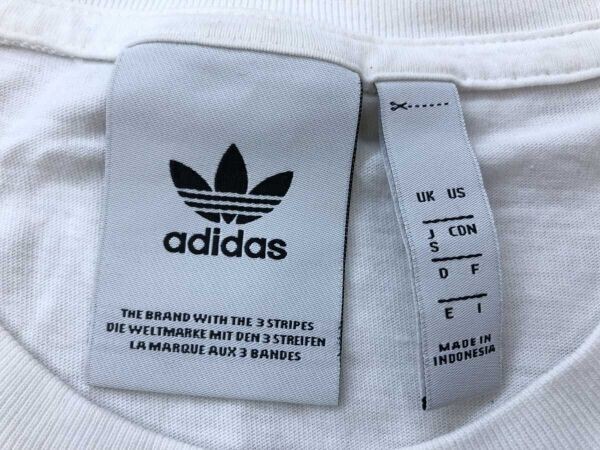 adidas
THE BRAND WITH THE 3 STRIPES
DIE WELTMARKE MIT DEN 3 STREIFEN
LA MARQUE AUX 3 BANDES
UK US
J CDN
S
D F
E I
MADE IN
INDONESIA